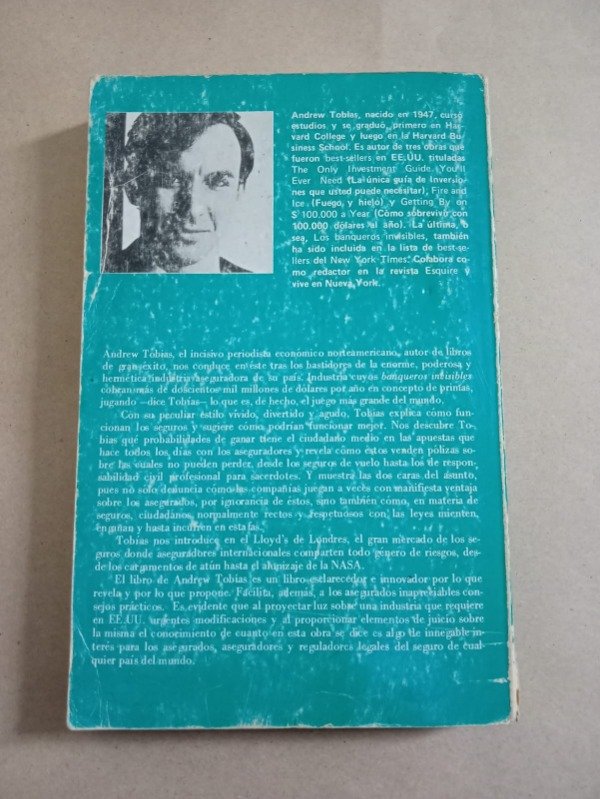 Andrew Tobías, nacido en 1947, cursó
estudios y se graduó, primero en Har-
vard College y luego en la Harvard Bu-
siness School. Es autor de tres obras que
fueron best-sellers en EE.UU. tituladas
The Only Investment Guide You'll
Ever Need (La única guía de inversio-
nes que usted puede necesitar), Fire and
Ice (Fuego y hielo) y Getting By on
$ 100.000 a Year (Cómo sobrevivir con
100.000 dólares al año). La última, o
sea, Los banqueros invisibles, también
ha sido incluida en la lista de best-se-
llers del New York Times. Colabora co-
mo redactor en la revista Esquire y
vive en Nueva York.
Andrew Tobías, el incisivo periodista económico norteamericano, autor de libros
de gran éxito, nos conduce en éste tras los bastidores de la enorme, poderosa y
hermética industria aseguradora de su país. Industria cuyos banqueros invisibles
cobran más de doscientos mil millones de dólares por año en concepto de primas,
jugando —dice Tobías— lo que es, de hecho, el juego más grande del mundo.
Con su peculiar estilo vívido, divertido y agudo, Tobías explica cómo fun-
cionan los seguros y sugiere cómo podrían funcionar mejor. Nos descubre To-
bías qué probabilidades de ganar tiene el ciudadano medio en las apuestas que
hace todos los días con los aseguradores y revela cómo éstos venden pólizas so-
bre las cuales no pueden perder, desde los seguros de vuelo hasta los de respon-
sabilidad civil profesional para sacerdotes. Y muestra las dos caras del asunto,
pues no sólo denuncia cómo las compañías juegan a veces con manifiesta ventaja
sobre los asegurados, por ignorancia de éstos, sino también cómo, en materia de
seguros, ciudadanos normalmente rectos y respetuosos con las leyes mienten,
engañan y hasta incurren en estafas.
Tobías nos introduce en el Lloyd's de Londres, el gran mercado de los se-
guros donde aseguradores internacionales comparten todo género de riesgos, des-
de los cargamentos de atún hasta el alunizaje de la NASA.
El libro de Andrew Tobías es un libro esclarecedor e innovador por lo que
revela y por lo que propone. Facilita, además, a los asegurados inapreciables con-
sejos prácticos. Es evidente que al proyectar luz sobre una industria que requiere
en EE.UU. urgentes modificaciones y al proporcionar elementos de juicio sobre
la misma el conocimiento de cuanto en esta obra se dice es algo de innegable in-
terés para los asegurados, aseguradores y reguladores legales del seguro de cual-
quier país del mundo.